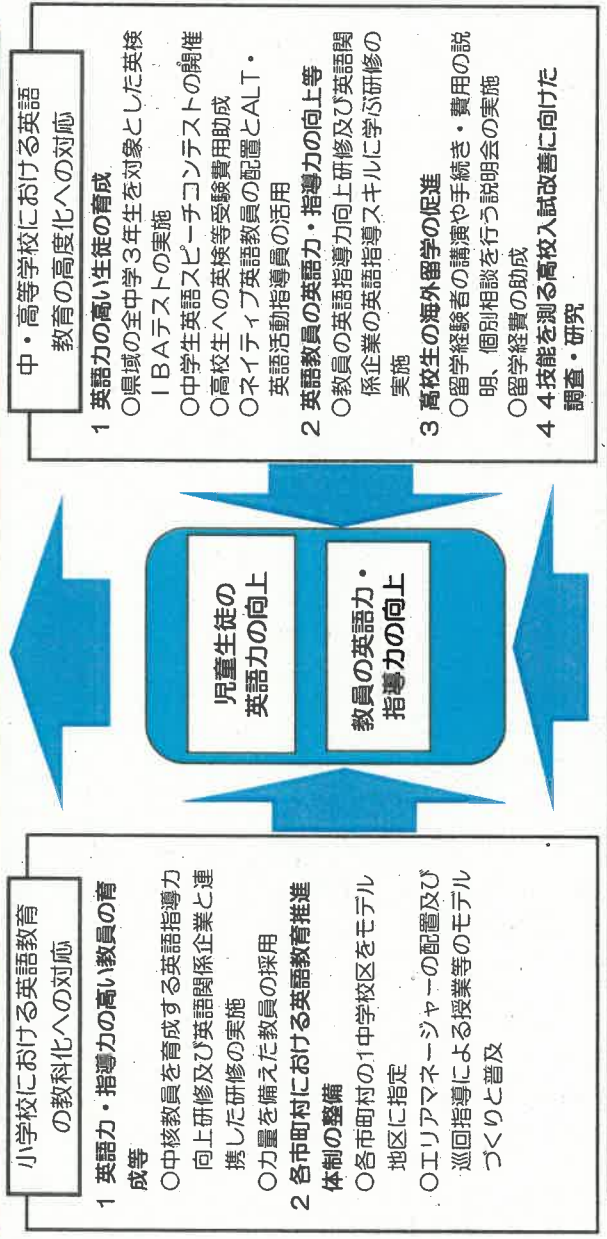 小学校における英語教育
の教科化への対応
1 英語力・指導力の高い教員の育
成等
○中核教員を育成する英語指導力
向上研修及び英語関係企業と連
携した研修の実施
○力量を備えた教員の採用
2 各市町村における英語教育推進
体制の整備
○各市町村の1中学校区をモデル
地区に指定
○エリアマネージャーの配置及び
巡回指導による授業等のモデル
づくりと普及
児童生徒の
英語力の向上
教員の英語力・
指導力の向上
中・高等学校における英語
教育の高度化への対応
1 英語力の高い生徒の育成
○県域の全中学3年生を対象とした英検
IBAテストの実施
○中学生英語スピーチコンテストの開催
○高校生への英検等受験費用助成
○ネイティブ英語教員の配置とALT・
英語活動指導員の活用
2 英語教員の英語力・指導力の向上等
○教員の英語指導力向上研修及び英語関
係企業の英語指導スキルに学ぶ研修の
実施
3 高校生の海外留学の促進
○留学経験者の講演や手続き・費用の説
明、個別相談を行う説明会の実施
○留学経費の助成
4 4技能を測る高校入試改善に向けた
調査・研究